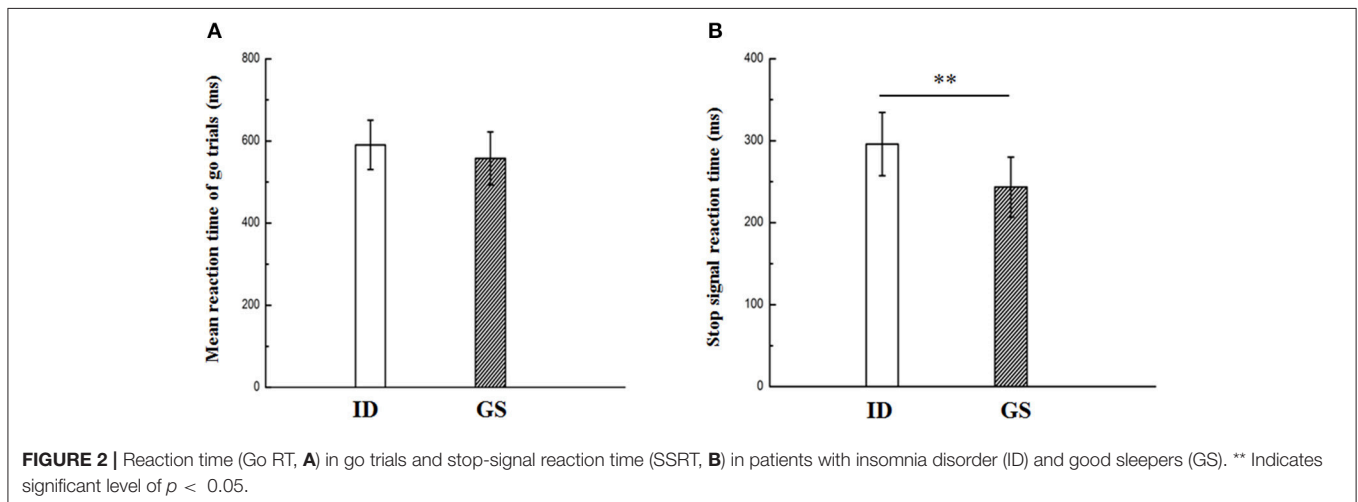 A
Mean reaction time of go trials (ms)
800
600
400
200
0
ID GS
B
Stop signal reaction time (ms)
400
300
200
100
0
**
ID GS
FIGURE 2 | Reaction time (Go RT, A) in go trials and stop-signal reaction time (SSRT, B) in patients with insomnia disorder (ID) and good sleepers (GS). ** Indicates
significant level of p < 0.05.